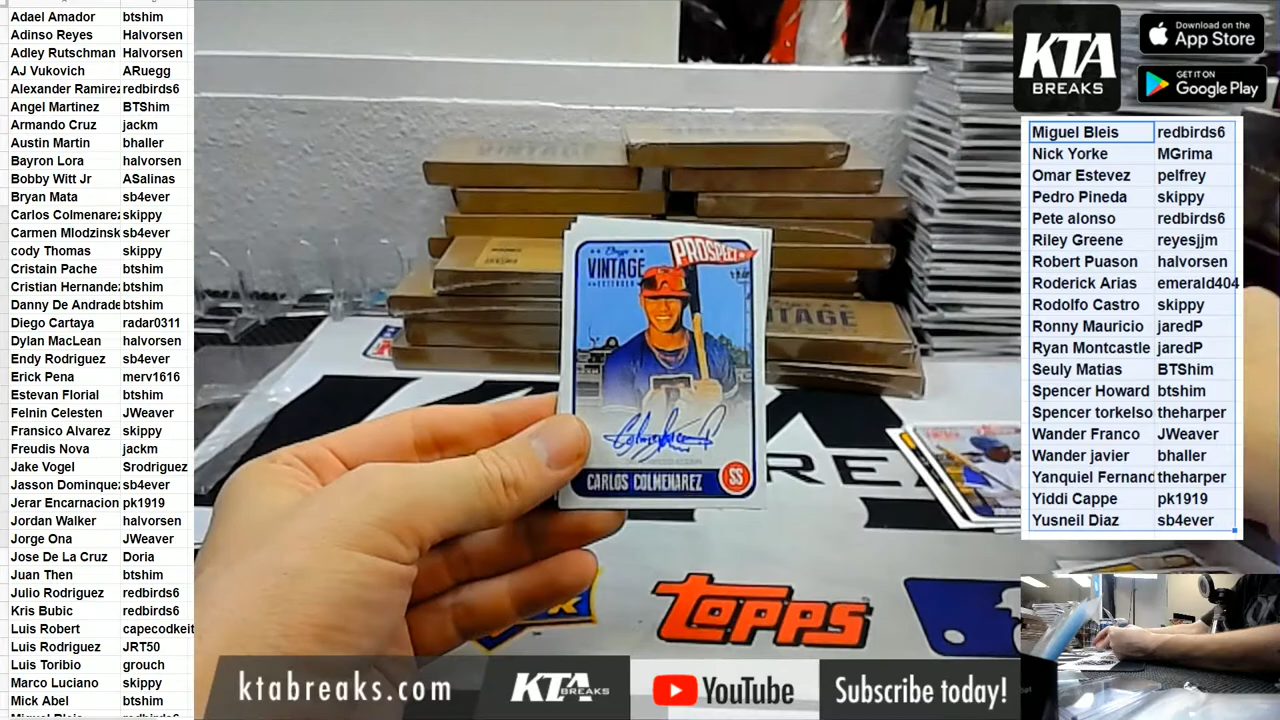 Adael Amador btshim
Adinso Reyes Halvorsen
Adley Rutschman Halvorsen
AJ Vukovich ARuegg
Alexander Ramirez redbirds6
Angel Martinez BTShim
Armando Cruz jackm
Austin Martin bhaller
Bayron Lora halvorsen
Bobby Witt Jr ASalinas
Bryan Mata sb4ever
Carlos Colmenarez skippy
Carmen Mlodzinsk sb4ever
cody Thomas skippy
Cristain Pache btshim
Cristian Hernandez btshim
Danny De Andrade btshim
Diego Cartaya radar0311
Dylan MacLean halvorsen
Endy Rodriguez sb4ever
Erick Pena merv1616
Estevan Florial btshim
Felnin Celesten JWeaver
Fransico Alvarez skippy
Freudis Nova jackm
Jake Vogel Srodriguez
Jasson Dominquez sb4ever
Jerar Encarnacion pk1919
Jordan Walker halvorsen
Jorge Ona JWeaver
Jose De La Cruz Doria
Juan Then btshim
Julio Rodriguez redbirds6
Kris Bubic redbirds6
Luis Robert capecodkeit
Luis Rodriguez JRT50
Luis Toribio grouch
Marco Luciano skippy
Mick Abel btshim
Miguel Bleis redbirds6
VINTAGE
Onyx
VINTAGE
EXTENDED
PROSPECT
CARLOS COLMENAREZ
SS
VINTAGE
REA
Topps
ktabreaks.com
KTA
BREAKS
YouTube
Subscribe today!
KTA
BREAKS
Download on the
App Store
GET IT ON
Google Play
Miguel Bleis redbirds6
Nick Yorke MGrima
Omar Estevez pelfrey
Pedro Pineda skippy
Pete alonso redbirds6
Riley Greene reyesjjm
Robert Puason halvorsen
Roderick Arias emerald404
Rodolfo Castro skippy
Ronny Mauricio jaredP
Ryan Montcastle jaredP
Seuly Matias BTShim
Spencer Howard btshim
Spencer torkelso theharper
Wander Franco JWeaver
Wander javier bhaller
Yanquiel Fernand theharper
Yiddi Cappe pk1919
Yusneil Diaz sb4ever